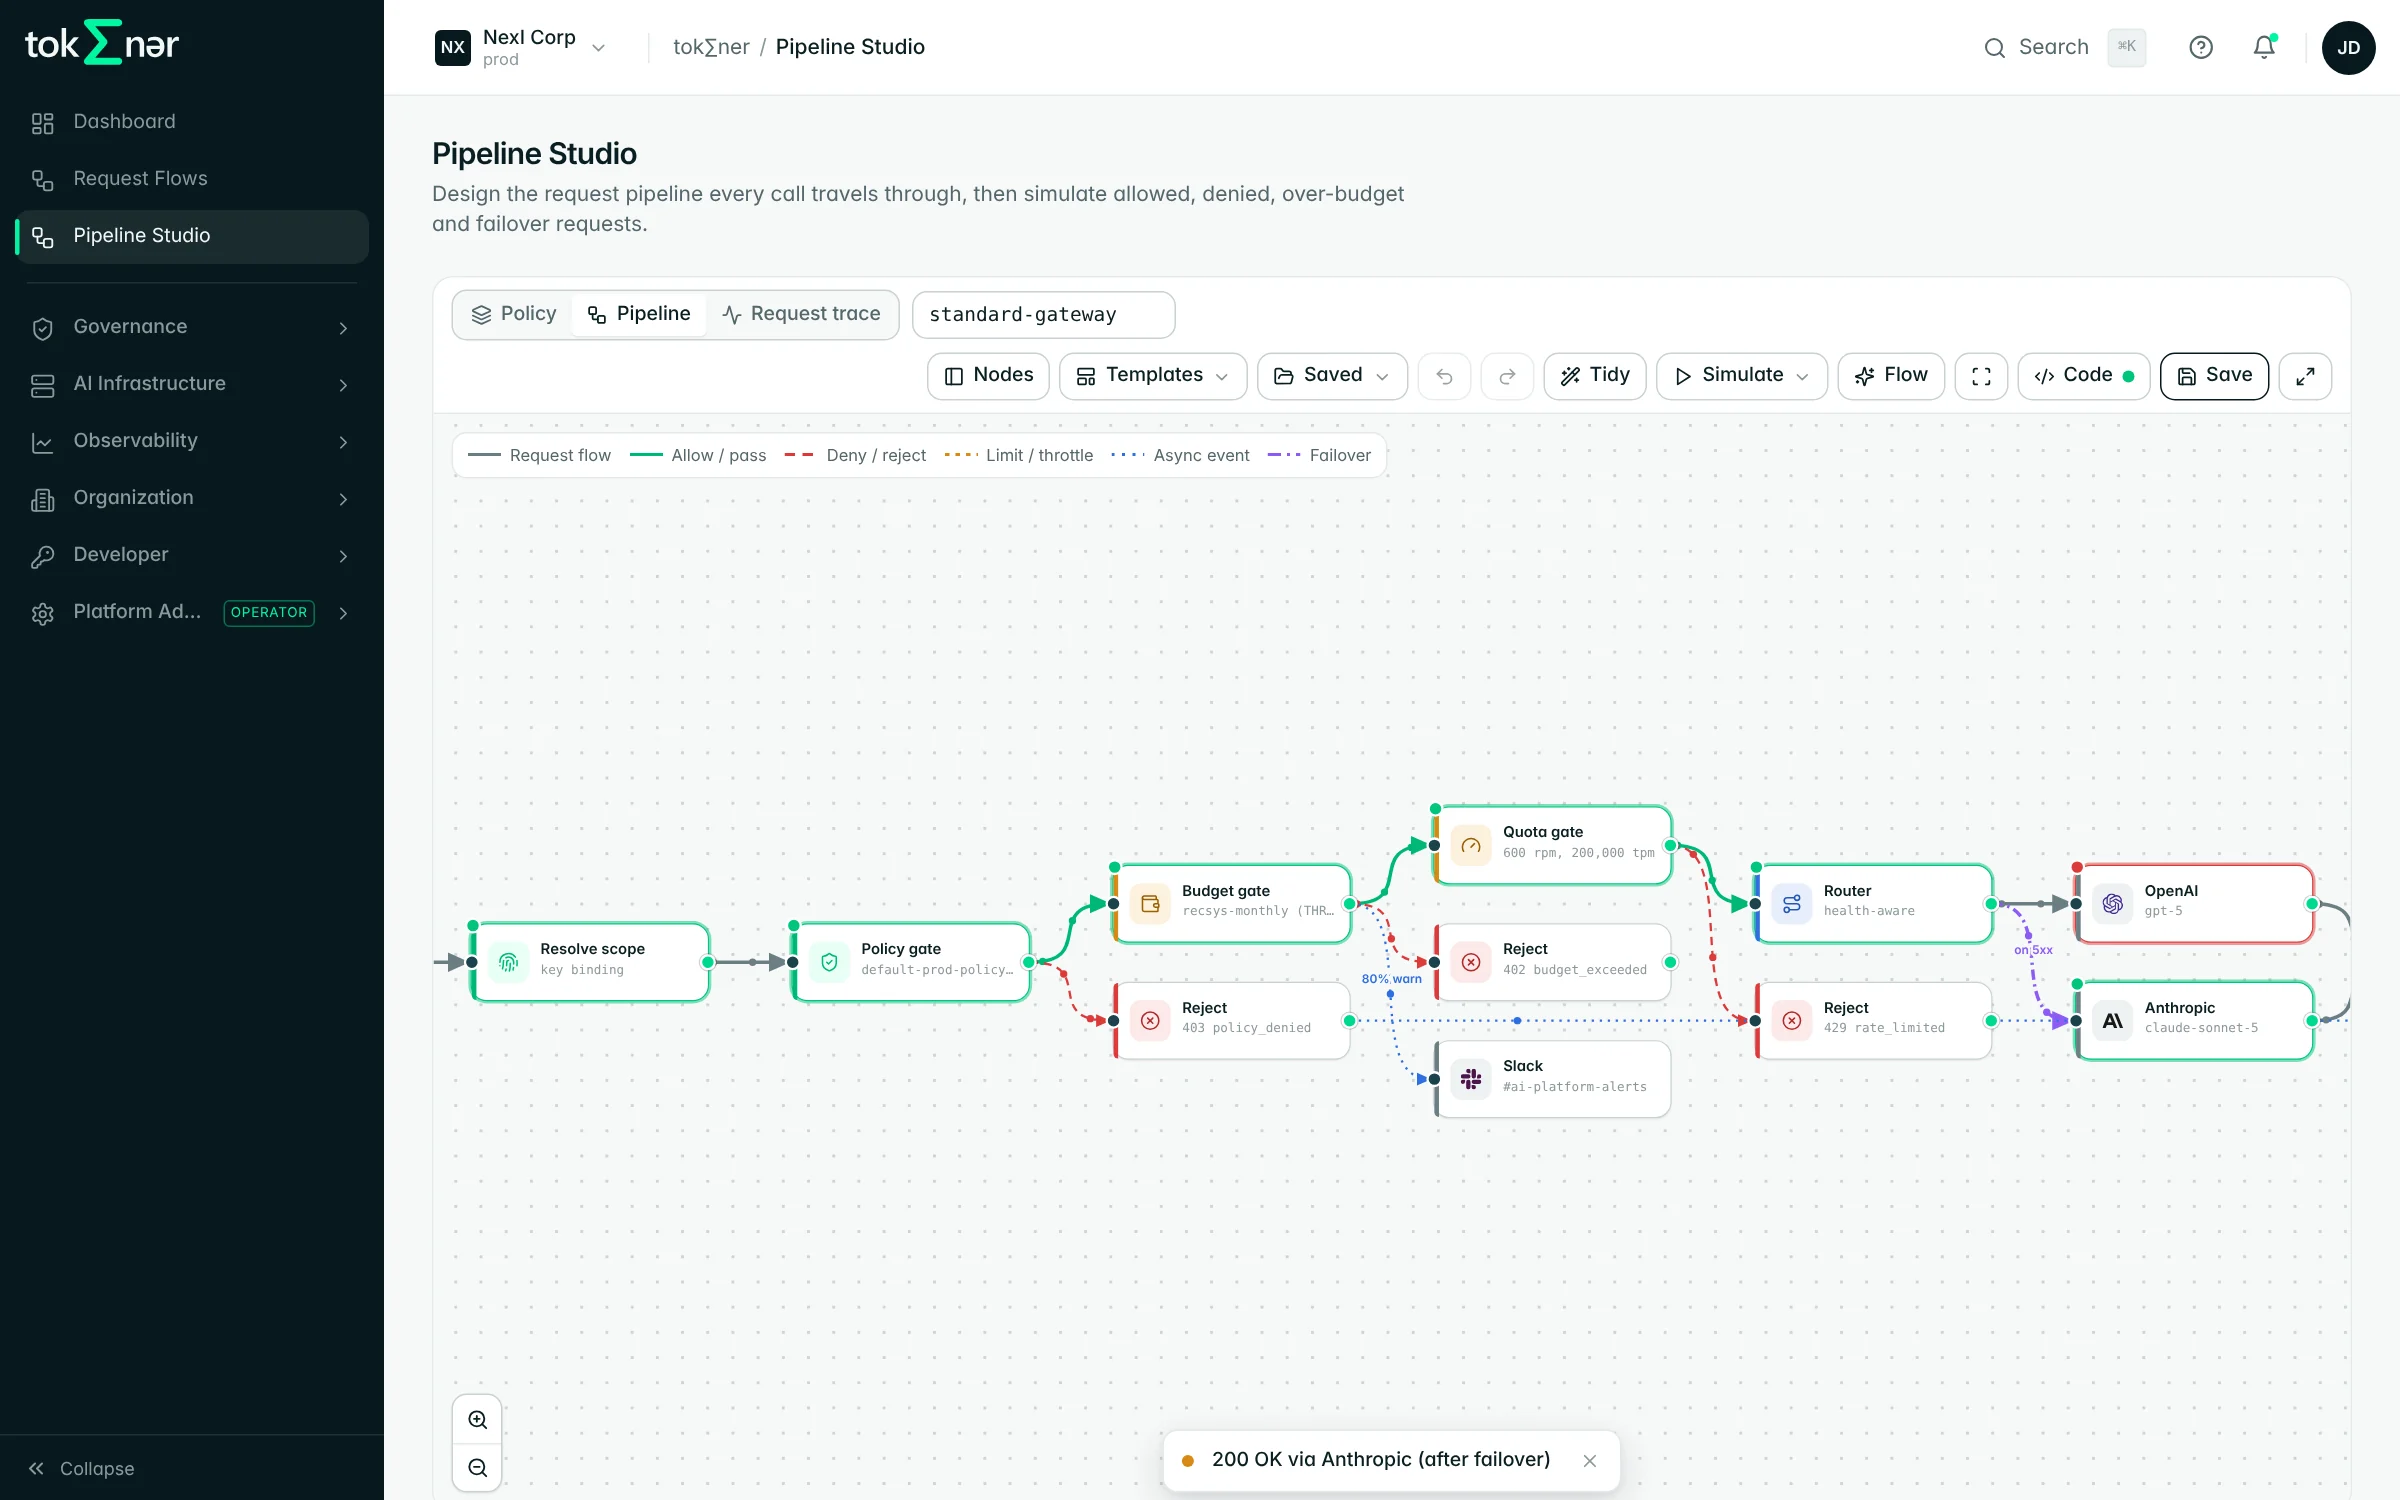 tok∑nər
Dashboard
Request Flows
Pipeline Studio
Governance
AI Infrastructure
Observability
Organization
Developer
Platform Ad... OPERATOR
Collapse
NX Nexl Corp
prod
tok∑ner / Pipeline Studio
Search ⌘K
JD
Pipeline Studio
Design the request pipeline every call travels through, then simulate allowed, denied, over-budget
and failover requests.
Policy Pipeline Request trace standard-gateway
Nodes Templates Saved Tidy Simulate Flow Code Save
Request flow Allow / pass Deny / reject Limit / throttle Async event Failover
Resolve scope
key binding
Policy gate
default-prod-policy…
Budget gate
recsys-monthly (THR…
Reject
403 policy_denied
80% warn
Quota gate
600 rpm, 200,000 tpm
Reject
402 budget_exceeded
Slack
#ai-platform-alerts
Router
health-aware
Reject
429 rate_limited
on 5xx
OpenAI
gpt-5
Anthropic
claude-sonnet-5
200 OK via Anthropic (after failover)